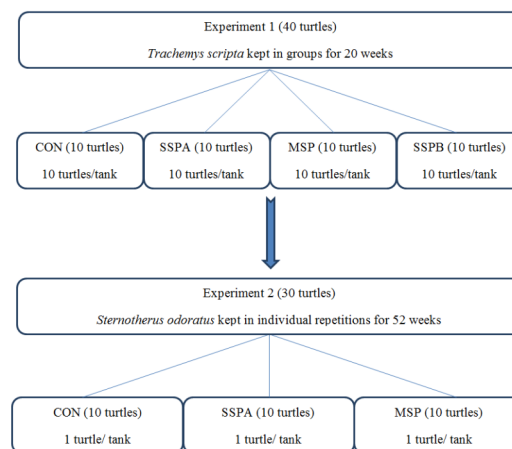 Experiment 1 (40 turtles)
Trachemys scripta kept in groups for 20 weeks
CON (10 turtles) SSPA (10 turtles) MSP (10 turtles) SSPB (10 turtles)
10 turtles/tank 10 turtles/tank 10 turtles/tank 10 turtles/tank
Experiment 2 (30 turtles)
Sternotherus odoratus kept in individual repetitions for 52 weeks
CON (10 turtles) SSPA (10 turtles) MSP (10 turtles)
1 turtle/ tank 1 turtle/ tank 1 turtle/ tank